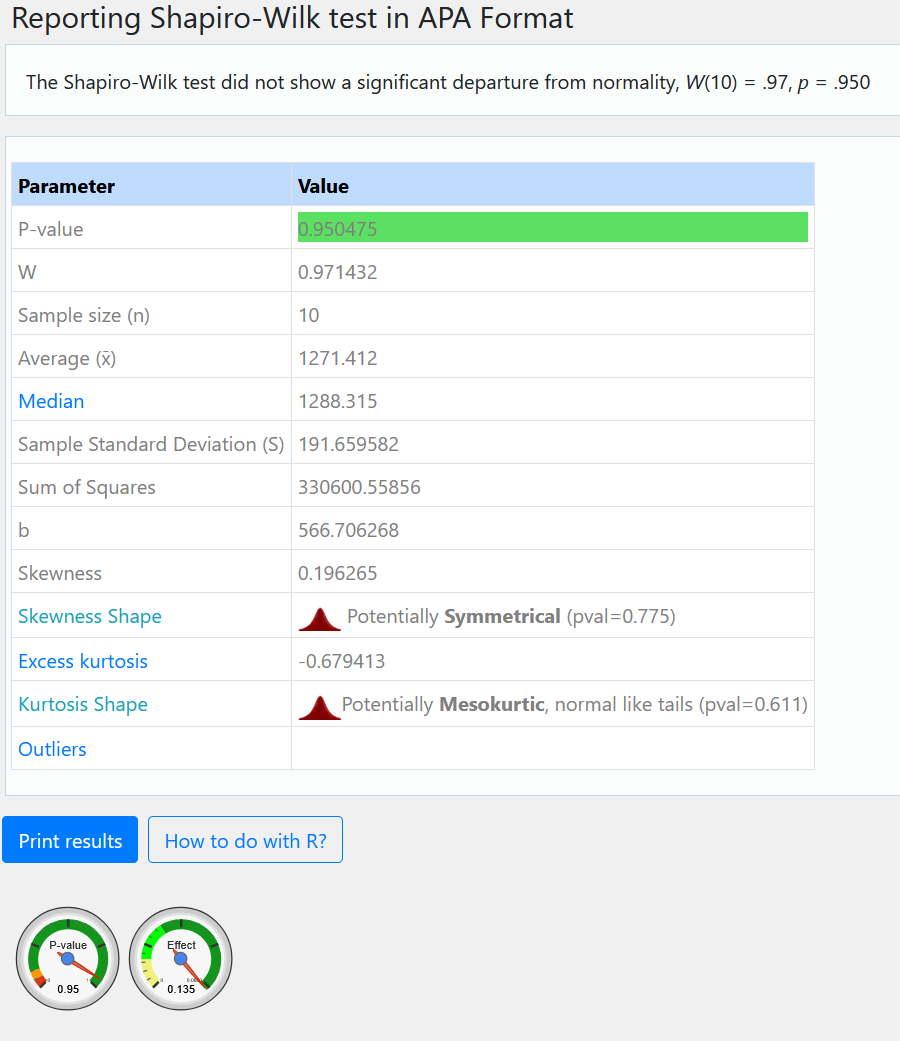 Reporting Shapiro-Wilk test in APA Format
The Shapiro-Wilk test did not show a significant departure from normality, W(10) = .97, p = .950
Parameter Value
P-value 0.950475
W 0.971432
Sample size (n) 10
Average (x̄) 1271.412
Median 1288.315
Sample Standard Deviation (S) 191.659582
Sum of Squares 330600.55856
b 566.706268
Skewness 0.196265
Skewness Shape Potentially Symmetrical (pval=0.775)
Excess kurtosis -0.679413
Kurtosis Shape Potentially Mesokurtic, normal like tails (pval=0.611)
Outliers
Print results How to do with R?
P-value Effect
0.95 0.135